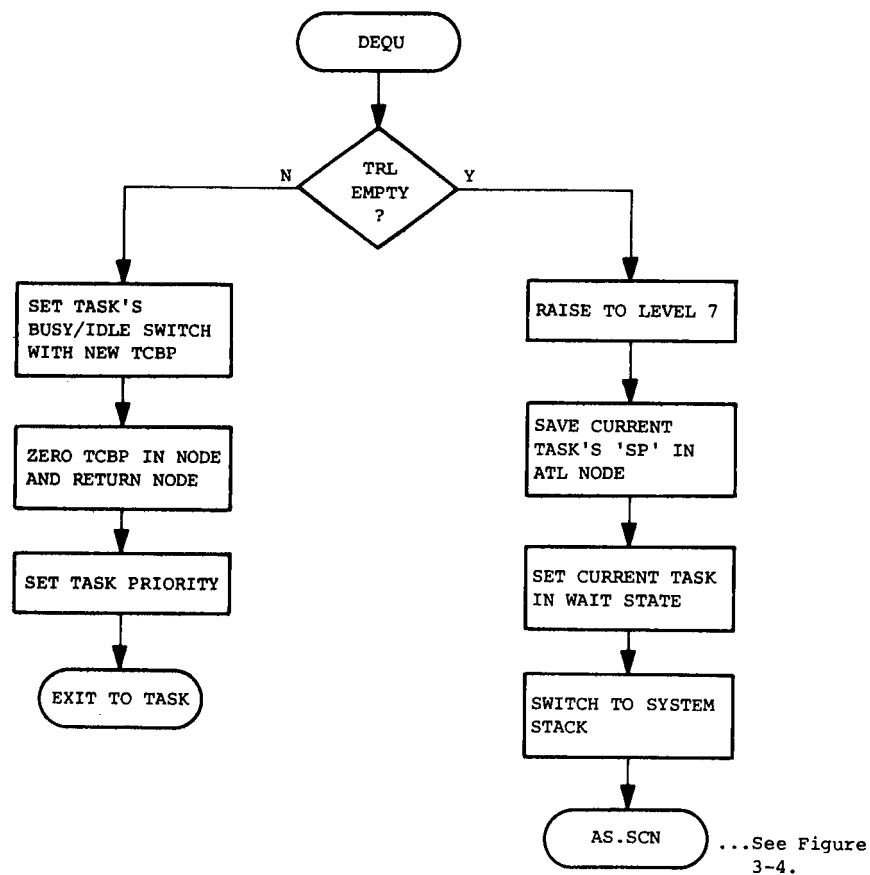 DEQU
TRL
EMPTY
?
N
Y
SET TASK'S
BUSY/IDLE SWITCH
WITH NEW TCBP
ZERO TCBP IN NODE
AND RETURN NODE
SET TASK PRIORITY
EXIT TO TASK
RAISE TO LEVEL 7
SAVE CURRENT
TASK'S 'SP' IN
ATL NODE
SET CURRENT TASK
IN WAIT STATE
SWITCH TO SYSTEM
STACK
AS.SCN
...See Figure
3-4.